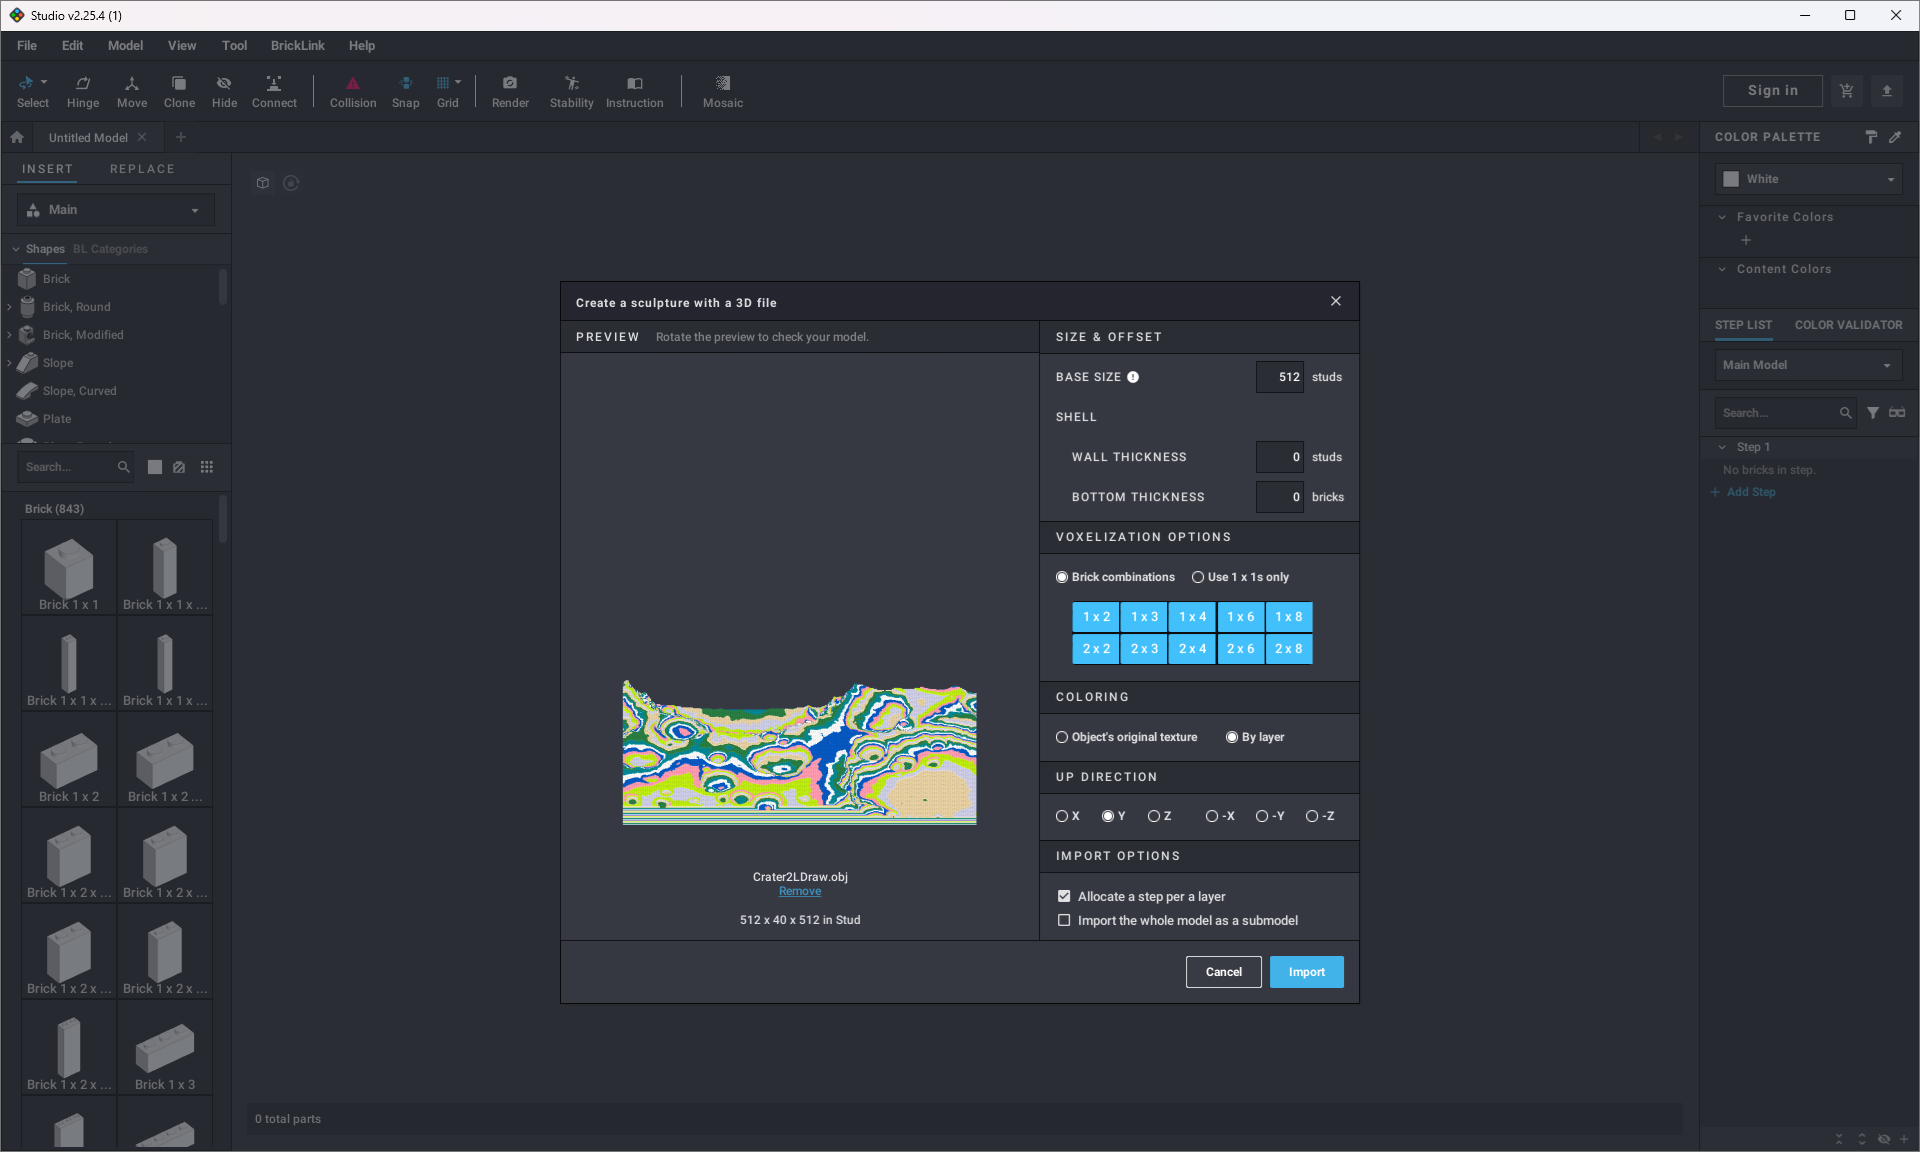 Studio v2.25.4 (1)
File Edit Model View Tool BrickLink Help
Select Hinge Move Clone Hide Connect Collision Snap Grid Render Stability Instruction Mosaic
Sign in
Untitled Model
COLOR PALETTE
INSERT REPLACE
Main
White
Shapes BL Categories
Favorite Colors
Content Colors
Brick
Brick, Round
Brick, Modified
Slope
Slope, Curved
Plate
STEP LIST COLOR VALIDATOR
Main Model
Search...
Step 1
No bricks in step.
Add Step
Search...
Brick (843)
Brick 1 x 1 Brick 1 x 1 x ...
Brick 1 x 1 x ... Brick 1 x 1 x ...
Brick 1 x 2 Brick 1 x 2 ...
Brick 1 x 2 x ... Brick 1 x 2 x ...
Brick 1 x 2 x ... Brick 1 x 2 x ...
Brick 1 x 2 x ... Brick 1 x 3
Create a sculpture with a 3D file
PREVIEW Rotate the preview to check your model.
Crater2LDraw.obj
Remove
512 x 40 x 512 in Stud
SIZE & OFFSET
BASE SIZE 512 studs
SHELL
WALL THICKNESS 0 studs
BOTTOM THICKNESS 0 bricks
VOXELIZATION OPTIONS
Brick combinations Use 1 x 1s only
1 x 2 1 x 3 1 x 4 1 x 6 1 x 8
2 x 2 2 x 3 2 x 4 2 x 6 2 x 8
COLORING
Object's original texture By layer
UP DIRECTION
X Y Z -X -Y -Z
IMPORT OPTIONS
Allocate a step per a layer
Import the whole model as a submodel
Cancel Import
0 total parts